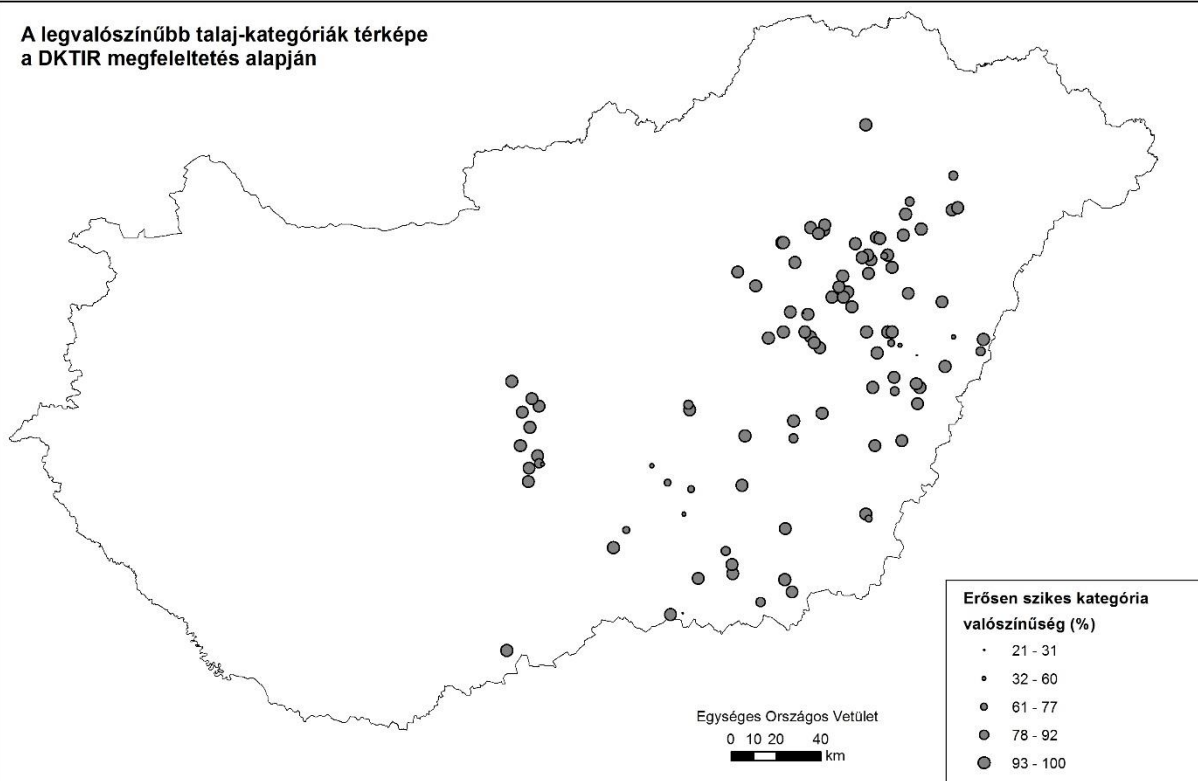 A legvalószínűbb talaj-kategóriák térképe
a DKTIR megfeleltetés alapján
Egységes Országos Vetület
0 10 20 40
km
Erősen szikes kategória
valószínűség (%)
21 - 31
32 - 60
61 - 77
78 - 92
93 - 100